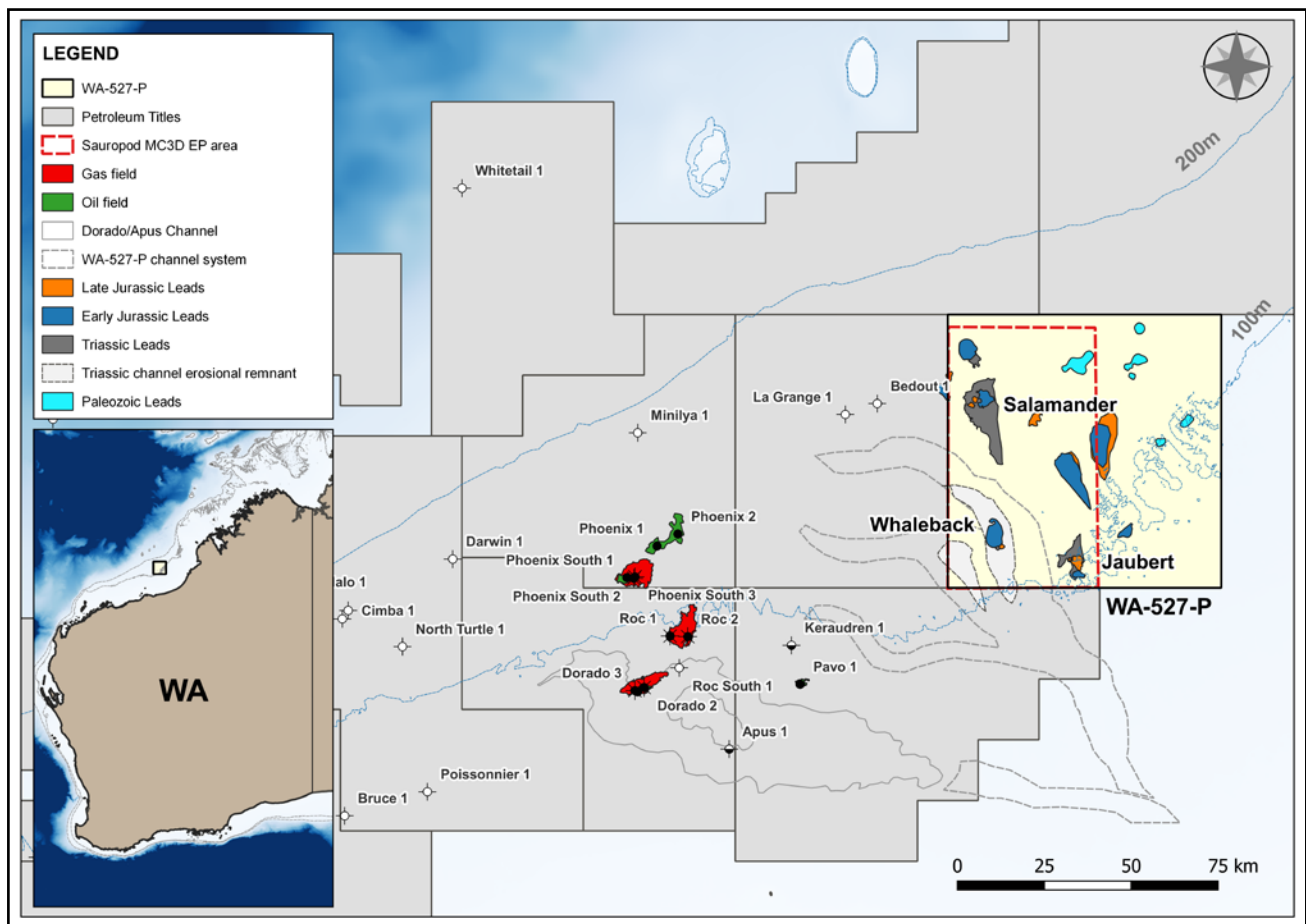 LEGEND
WA-527-P
Petroleum Titles
Sauropod MC3D EP area
Gas field
Oil field
Dorado/Apus Channel
WA-527-P channel system
Late Jurassic Leads
Early Jurassic Leads
Triassic Leads
Triassic channel erosional remnant
Paleozoic Leads
WA
200m
100m
Whitetail 1
Bedout 1
La Grange 1
Minilya 1
Salamander
Whaleback
Jaubert
WA-527-P
Phoenix 2
Phoenix 1
Darwin 1
Phoenix South 1
Phoenix South 2
Phoenix South 3
alo 1
Cimba 1
North Turtle 1
Roc 1
Roc 2
Keraudren 1
Pavo 1
Dorado 3
Roc South 1
Dorado 2
Apus 1
Poissonnier 1
Bruce 1
0 25 50 75 km